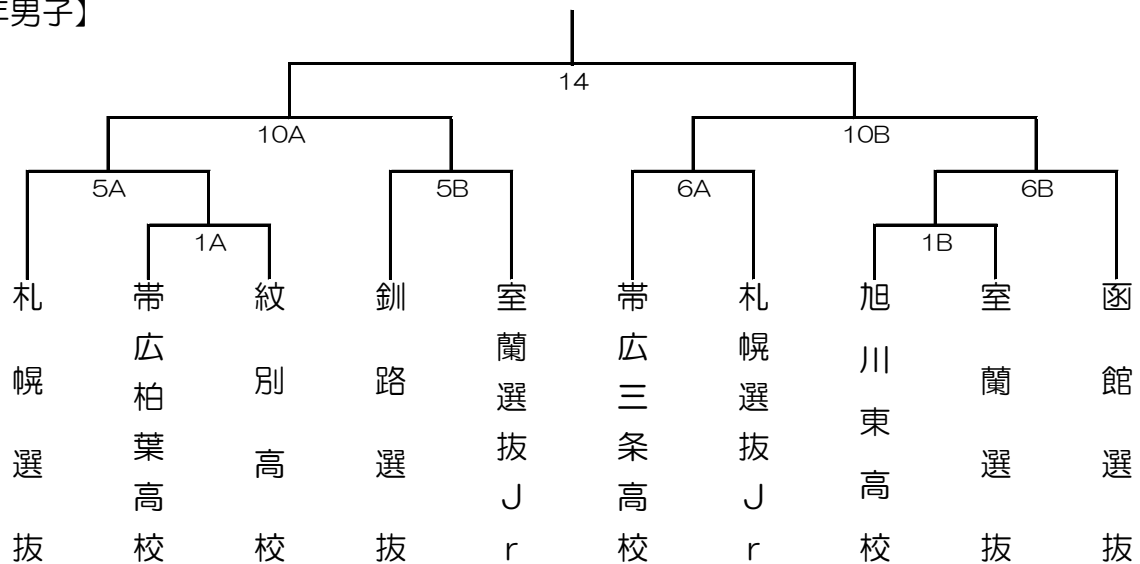 年男子】
14
10A
10B
5A
5B
6A
6B
1A
1B
札幌選抜
帯広柏葉高校
紋別高校
釧路選抜
室蘭選抜Jr
帯広三条高校
札幌選抜Jr
旭川東高校
室蘭選抜
函館選抜